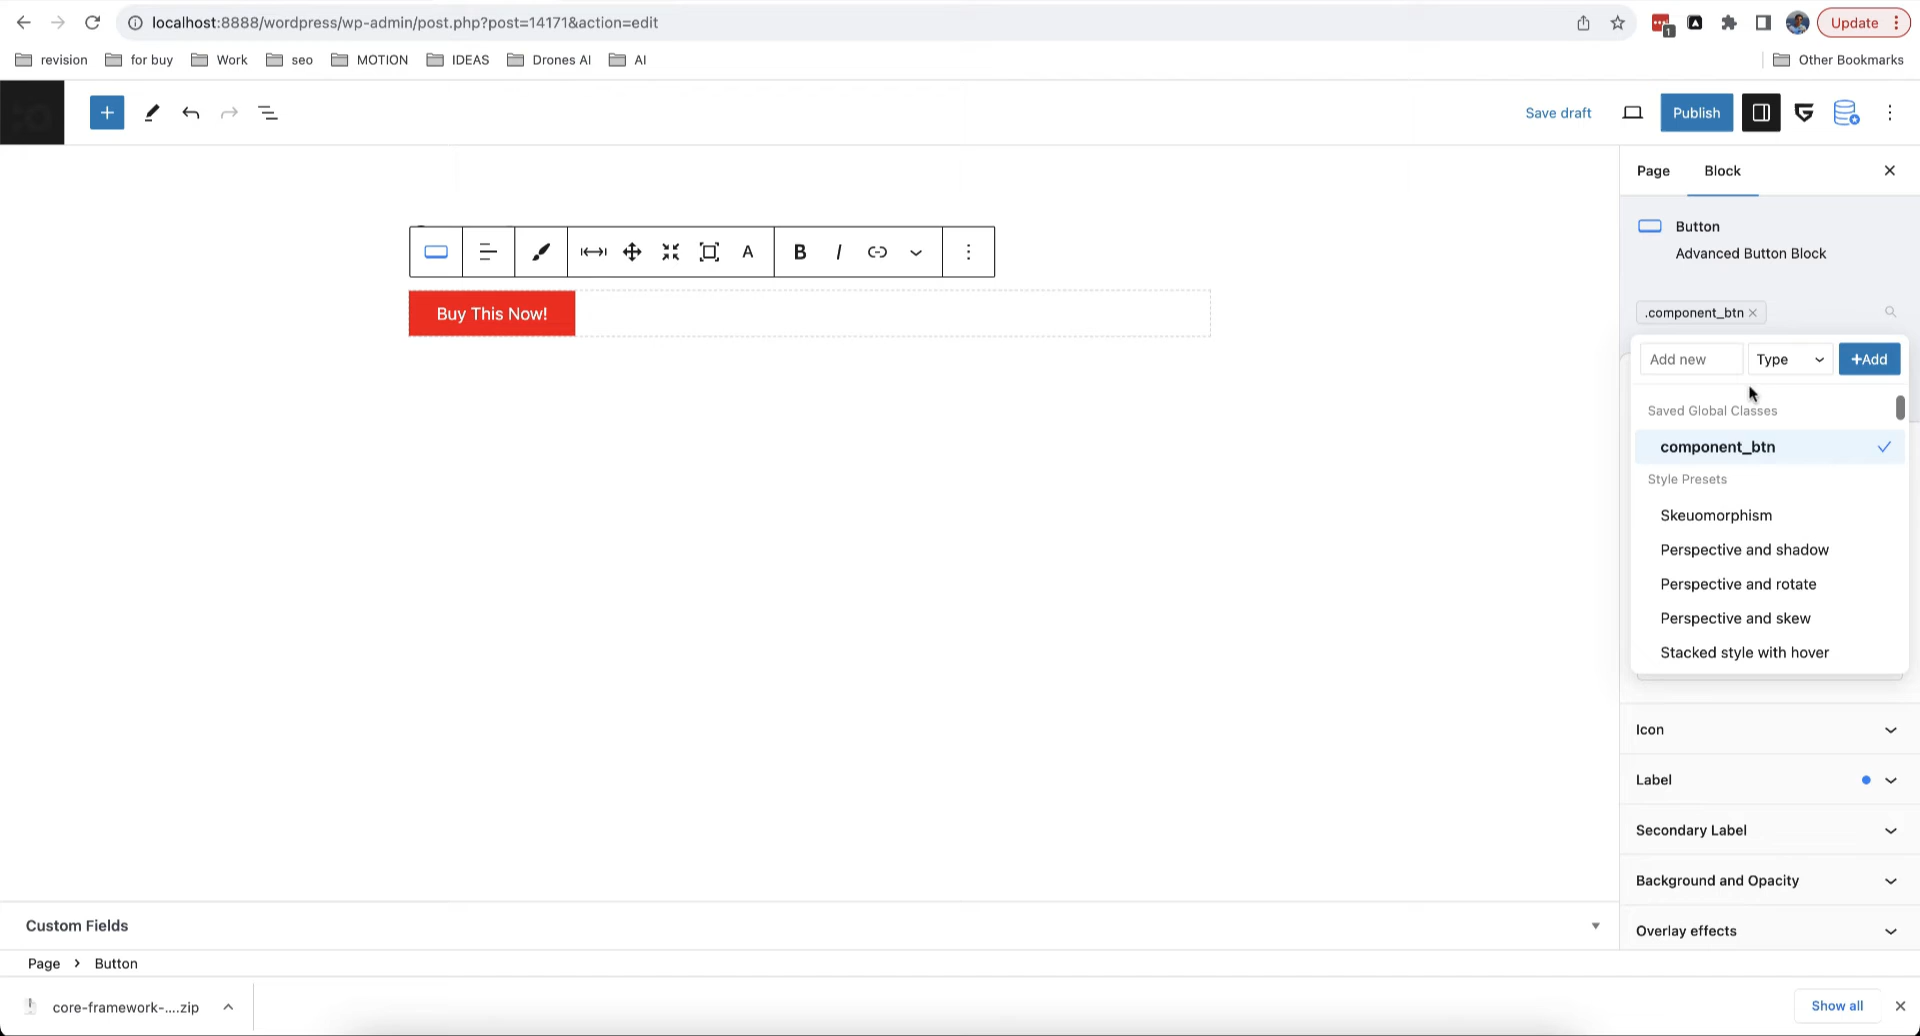 localhost:8888/wordpress/wp-admin/post.php?post=14171&action=edit
1
Update
revision
for buy
Work
seo
MOTION
IDEAS
Drones AI
AI
Other Bookmarks
Save draft
Publish
Page
Block
Button
Advanced Button Block
A
B
I
Buy This Now!
.component_btn ×
Add new
Type
+Add
Saved Global Classes
component_btn
Style Presets
Skeuomorphism
Perspective and shadow
Perspective and rotate
Perspective and skew
Stacked style with hover
Icon
Label
Secondary Label
Background and Opacity
Overlay effects
Custom Fields
Page > Button
core-framework-....zip
Show all